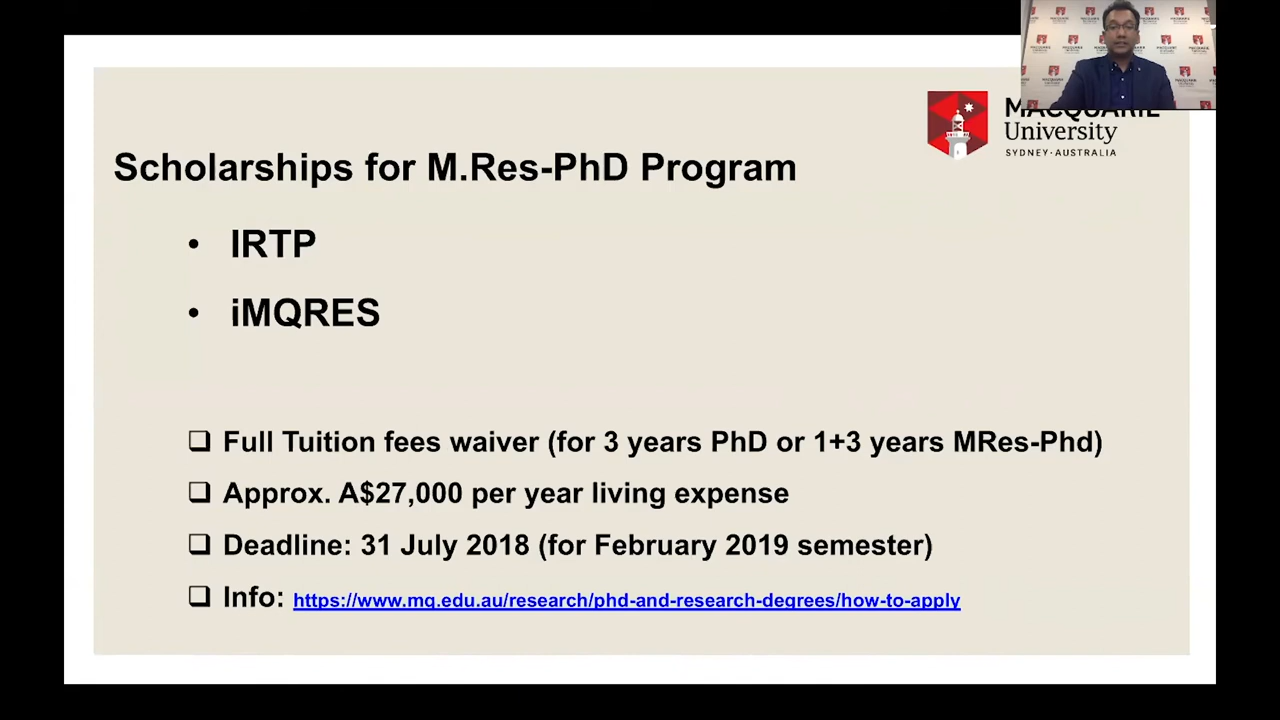 MACQUARIE
University
SYDNEY·AUSTRALIA
Scholarships for M.Res-PhD Program
• IRTP
• iMQRES
❑ Full Tuition fees waiver (for 3 years PhD or 1+3 years MRes-Phd)
❑ Approx. A$27,000 per year living expense
❑ Deadline: 31 July 2018 (for February 2019 semester)
❑ Info: https://www.mq.edu.au/research/phd-and-research-degrees/how-to-apply